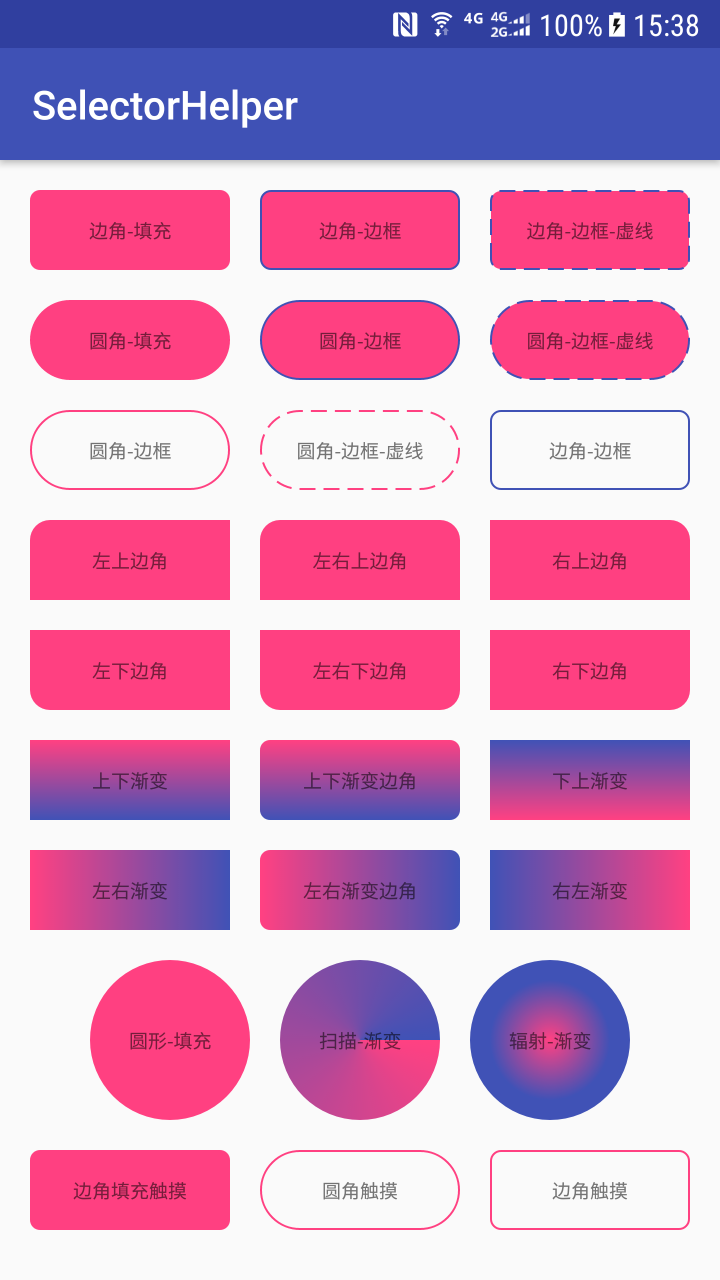 4G 4G 2G 100% 15:38
SelectorHelper
边角-填充 边角-边框 边角-边框-虚线
圆角-填充 圆角-边框 圆角-边框-虚线
圆角-边框 圆角-边框-虚线 边角-边框
左上边角 左右上边角 右上边角
左下边角 左右下边角 右下边角
上下渐变 上下渐变边角 下上渐变
左右渐变 左右渐变边角 右左渐变
圆形-填充 扫描-渐变 辐射-渐变
边角填充触摸 圆角触摸 边角触摸